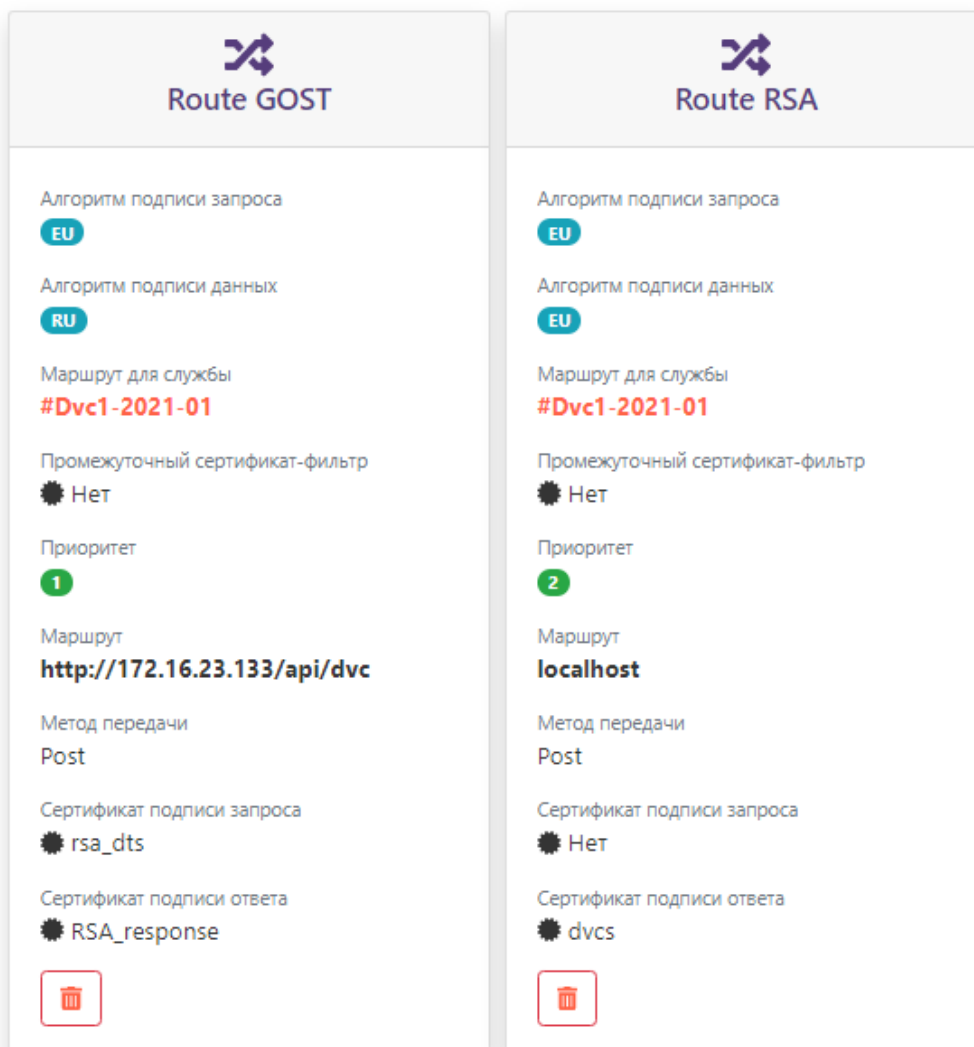 Route GOST
Алгоритм подписи запроса
EU
Алгоритм подписи данных
RU
Маршрут для службы
#Dvc1-2021-01
Промежуточный сертификат-фильтр
Нет
Приоритет
1
Маршрут
http://172.16.23.133/api/dvc
Метод передачи
Post
Сертификат подписи запроса
rsa_dts
Сертификат подписи ответа
RSA_response
Route RSA
Алгоритм подписи запроса
EU
Алгоритм подписи данных
EU
Маршрут для службы
#Dvc1-2021-01
Промежуточный сертификат-фильтр
Нет
Приоритет
2
Маршрут
localhost
Метод передачи
Post
Сертификат подписи запроса
Нет
Сертификат подписи ответа
dvcs